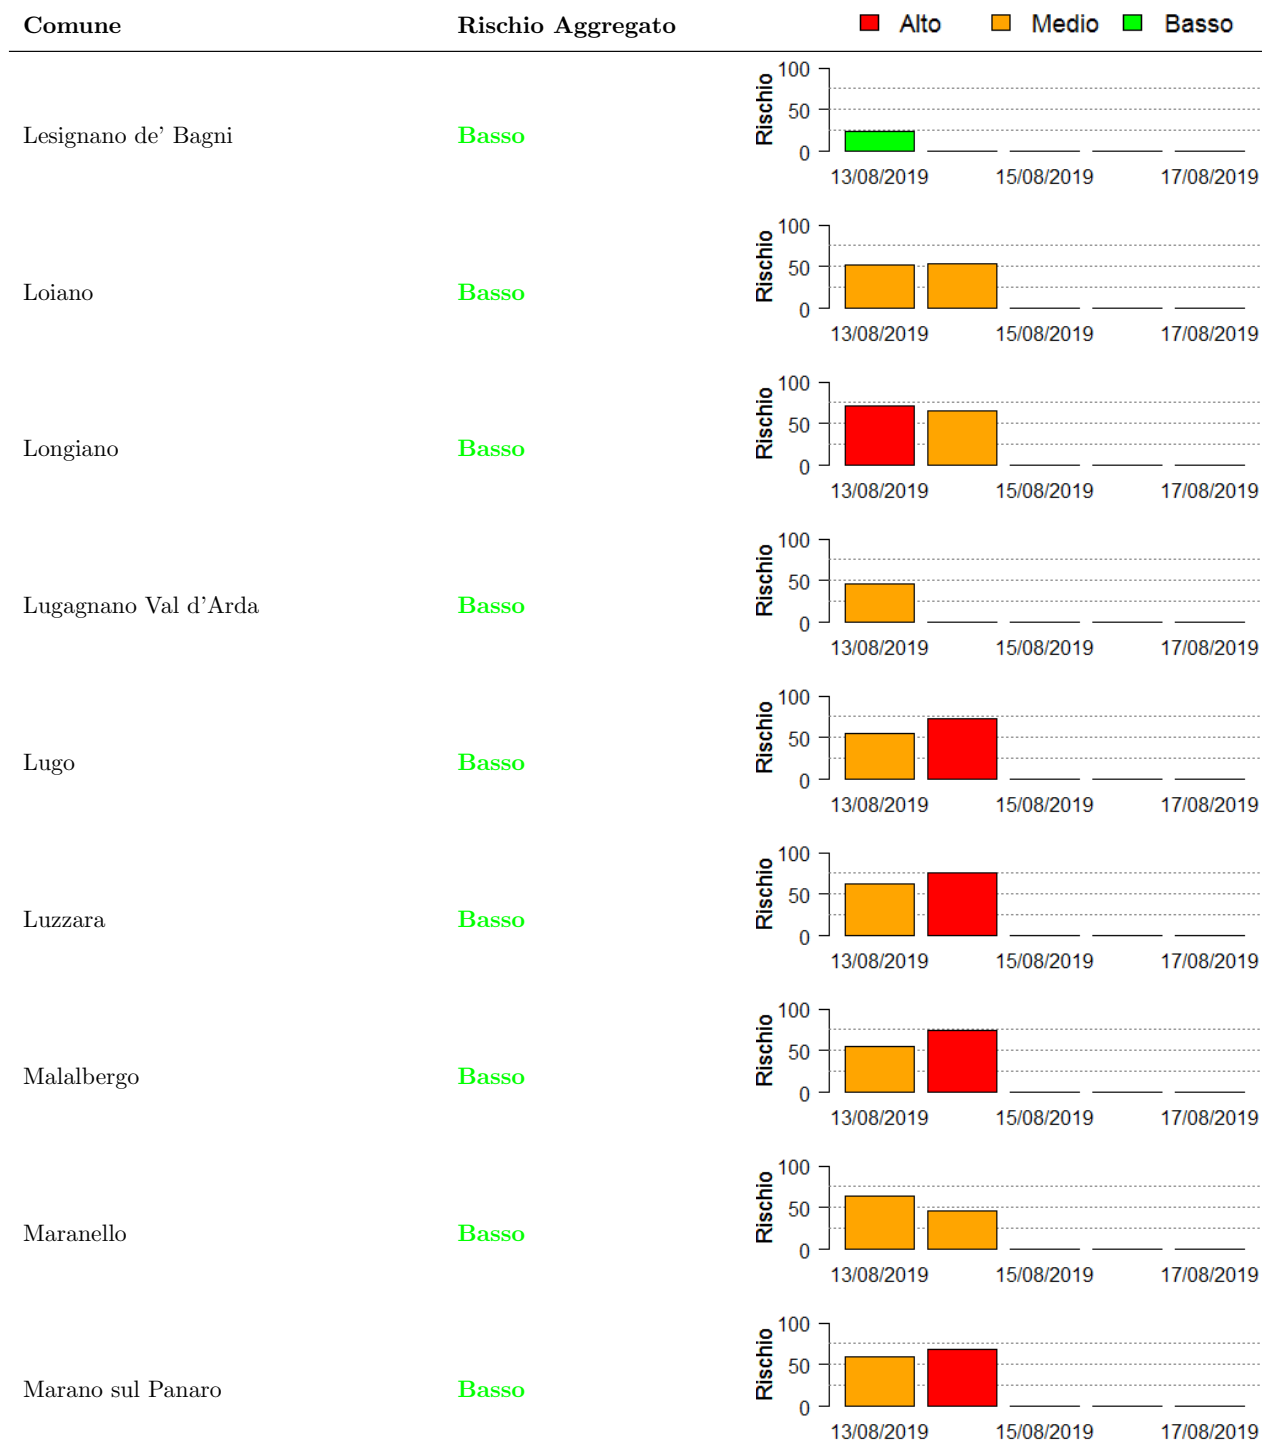 Comune Rischio Aggregato Alto Medio Basso
Lesignano de' Bagni Basso
Rischio
100
50
0
13/08/2019 15/08/2019 17/08/2019
Loiano Basso
Rischio
100
50
0
13/08/2019 15/08/2019 17/08/2019
Longiano Basso
Rischio
100
50
0
13/08/2019 15/08/2019 17/08/2019
Lugagnano Val d'Arda Basso
Rischio
100
50
0
13/08/2019 15/08/2019 17/08/2019
Lugo Basso
Rischio
100
50
0
13/08/2019 15/08/2019 17/08/2019
Luzzara Basso
Rischio
100
50
0
13/08/2019 15/08/2019 17/08/2019
Malalbergo Basso
Rischio
100
50
0
13/08/2019 15/08/2019 17/08/2019
Maranello Basso
Rischio
100
50
0
13/08/2019 15/08/2019 17/08/2019
Marano sul Panaro Basso
Rischio
100
50
0
13/08/2019 15/08/2019 17/08/2019